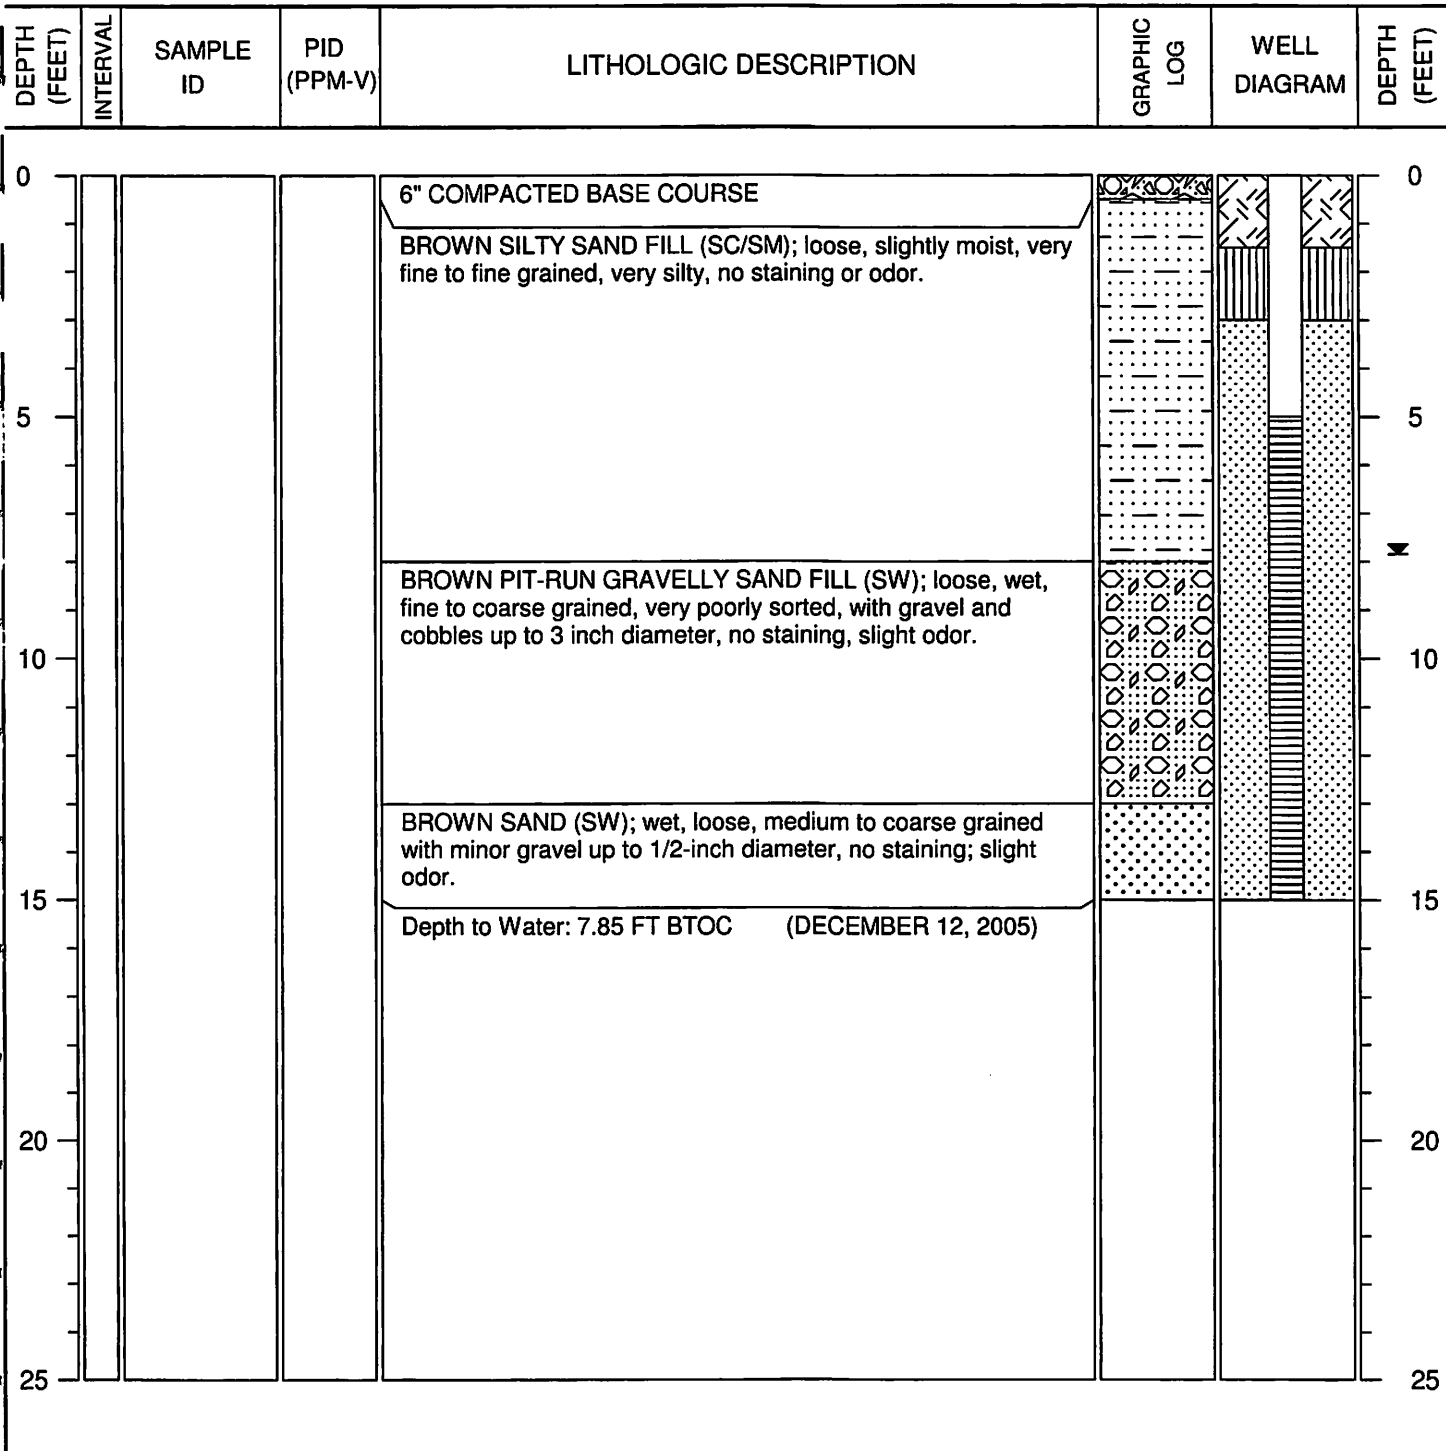 DEPTH
(FEET)
INTERVAL
SAMPLE
ID
PID
(PPM-V)
LITHOLOGIC DESCRIPTION
GRAPHIC
LOG
WELL
DIAGRAM
DEPTH
(FEET)
0
6" COMPACTED BASE COURSE
0
BROWN SILTY SAND FILL (SC/SM); loose, slightly moist, very
fine to fine grained, very silty, no staining or odor.
5
5
BROWN PIT-RUN GRAVELLY SAND FILL (SW); loose, wet,
fine to coarse grained, very poorly sorted, with gravel and
cobbles up to 3 inch diameter, no staining, slight odor.
10
10
BROWN SAND (SW); wet, loose, medium to coarse grained
with minor gravel up to 1/2-inch diameter, no staining; slight
odor.
15
15
Depth to Water: 7.85 FT BTOC (DECEMBER 12, 2005)
20
20
25
25